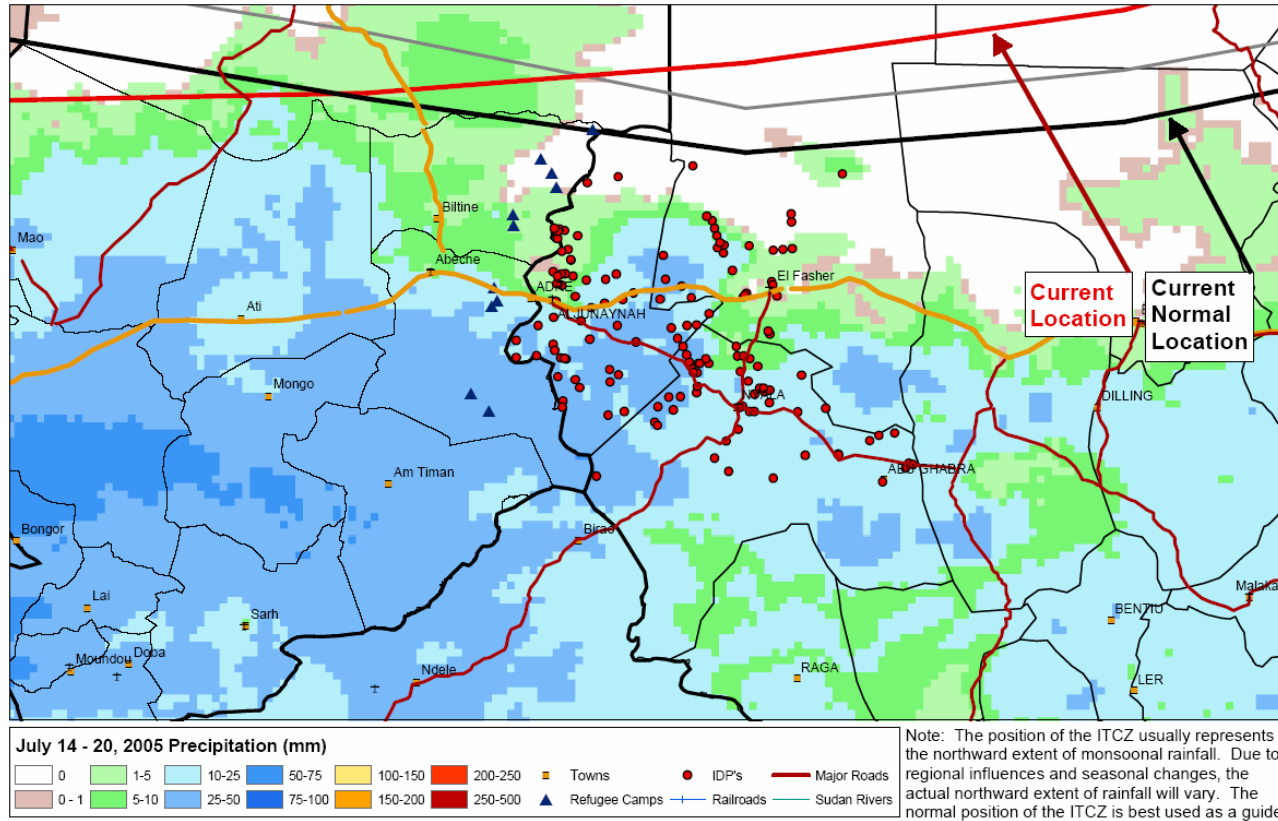 Mao
Biltine
Abeche
Ati
ADRE
ALJUNAYNAH
El Fasher
Current
Location
Current
Normal
Location
Mongo
NYALA
DILLING
Am Timan
ABU GHABRA
Bongor
Birao
Lai
Sarh
Malaka
BENTIU
Moundou
Doba
Ndele
RAGA
LER
July 14 - 20, 2005 Precipitation (mm)
0 1-5 10-25 50-75 100-150 200-250 Towns IDP's Major Roads
0 - 1 5-10 25-50 75-100 150-200 250-500 Refugee Camps Railroads Sudan Rivers
Note: The position of the ITCZ usually represents
the northward extent of monsoonal rainfall. Due to
regional influences and seasonal changes, the
actual northward extent of rainfall will vary. The
normal position of the ITCZ is best used as a guide